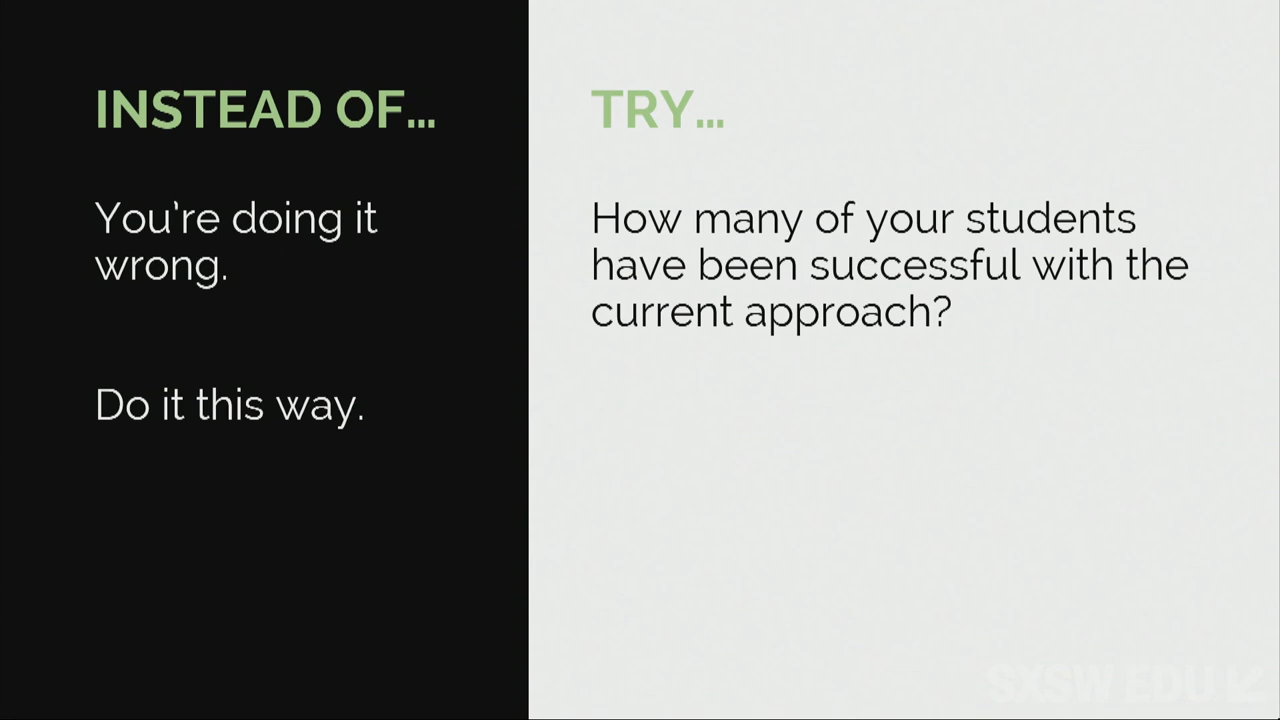 INSTEAD OF...
You're doing it
wrong.
Do it this way.
TRY...
How many of your students
have been successful with the
current approach?
SXSW EDU